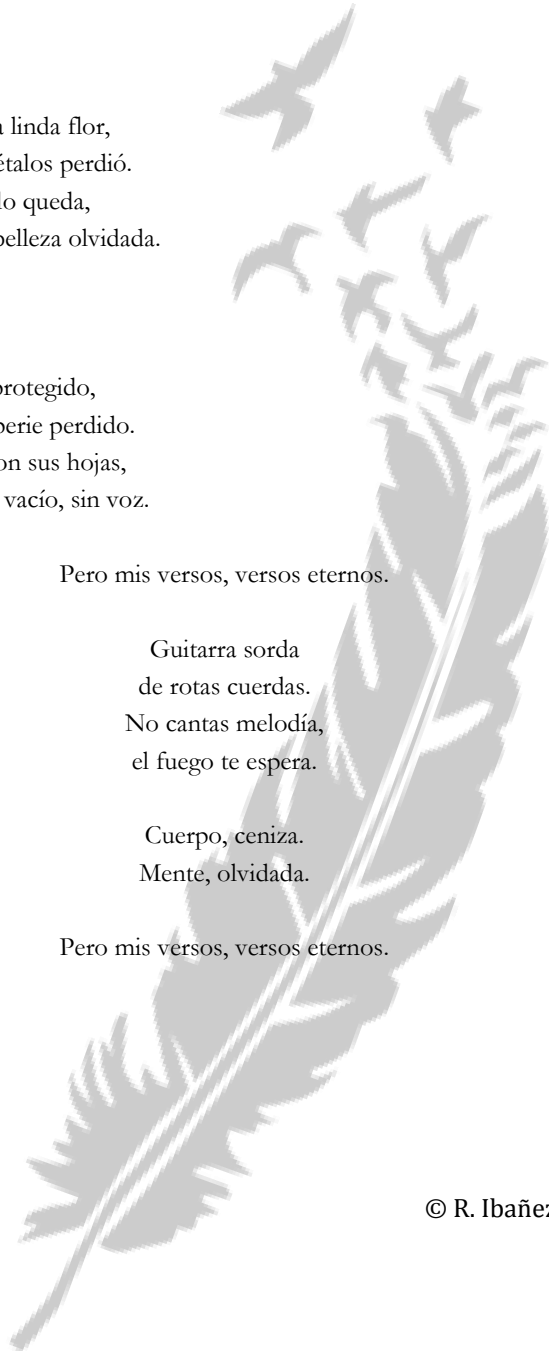 linda flor,
perdió.
queda,
belleza olvidada.
protegido,
perdido.
sus hojas,
vacío, sin voz.
Pero mis versos, versos eternos.
Guitarra sorda
de rotas cuerdas.
No cantas melodía,
el fuego te espera.
Cuerpo, ceniza.
Mente, olvidada.
Pero mis versos, versos eternos.
© R. Ibañez